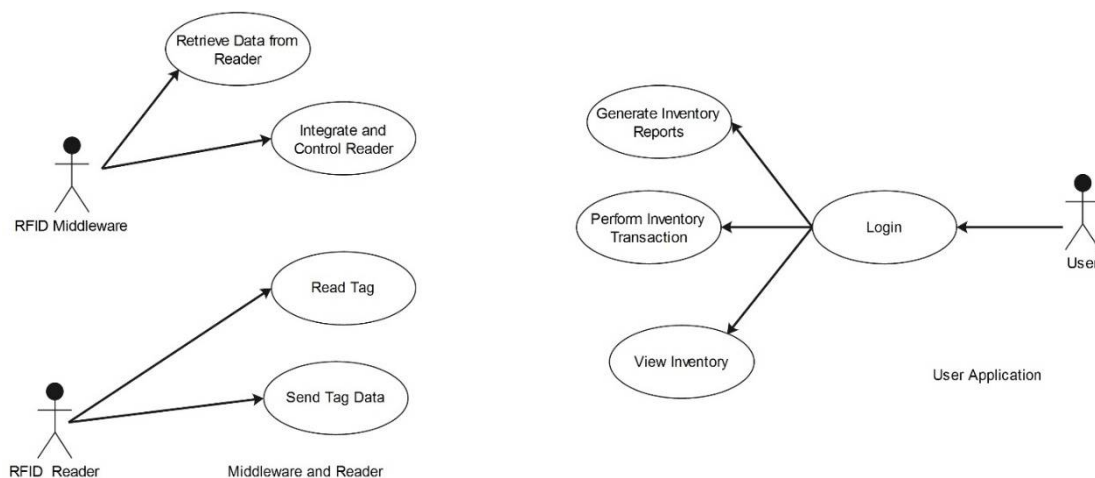 Retrieve Data from
Reader
Integrate and
Control Reader
RFID Middleware
Read Tag
Send Tag Data
RFID Reader
Middleware and Reader
Generate Inventory
Reports
Perform Inventory
Transaction
Login
User
View Inventory
User Application